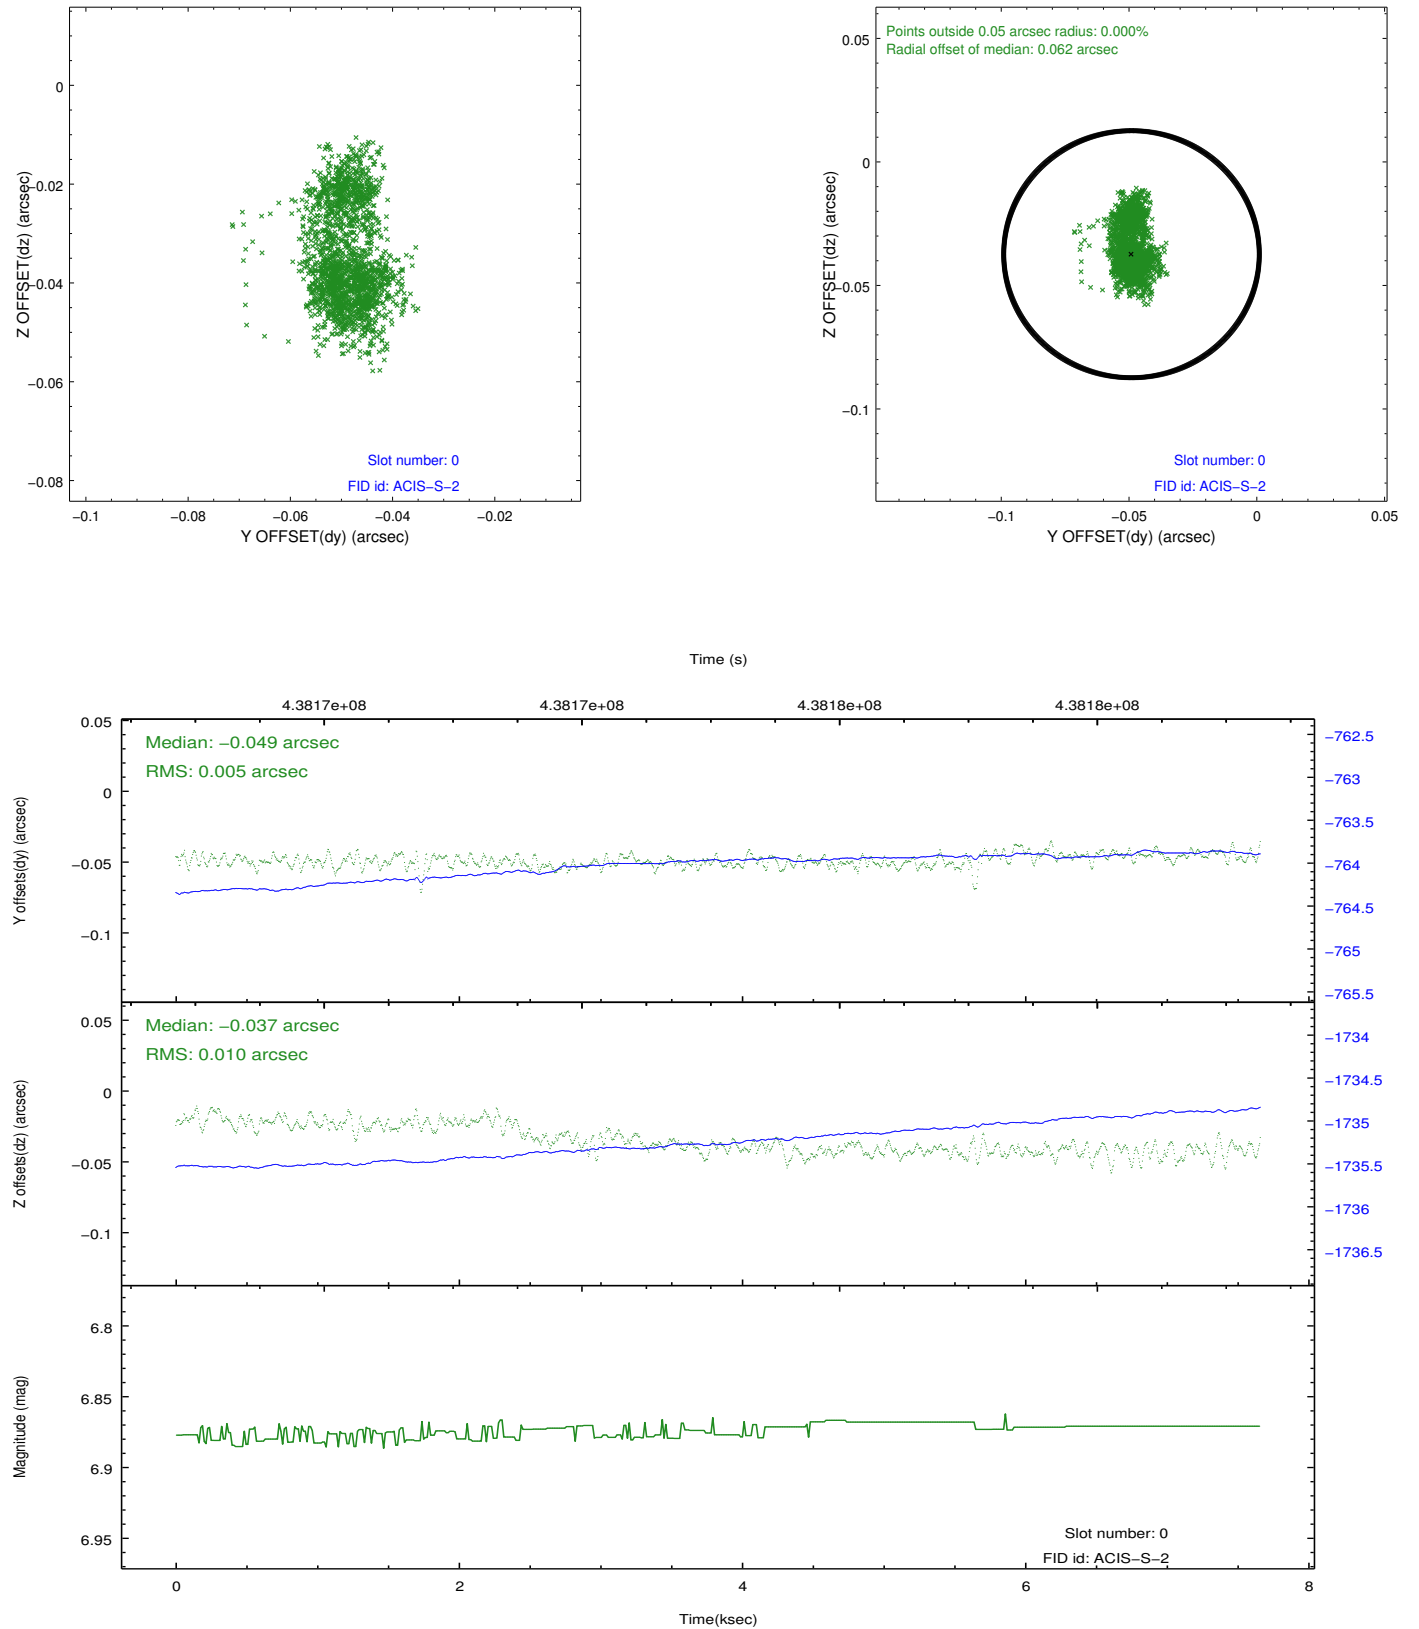 0
−0.02
−0.04
−0.06
−0.08
Z OFFSET(dz) (arcsec)
Slot number: 0
FID id: ACIS−S−2
−0.1
−0.08
−0.06
−0.04
−0.02
Y OFFSET(dy) (arcsec)
Points outside 0.05 arcsec radius: 0.000%
Radial offset of median: 0.062 arcsec
0.05
0
−0.05
−0.1
Z OFFSET(dz) (arcsec)
Slot number: 0
FID id: ACIS−S−2
−0.1
−0.05
0
0.05
Y OFFSET(dy) (arcsec)
Time (s)
4.3817e+08
4.3817e+08
4.3818e+08
4.3818e+08
Median: −0.049 arcsec
RMS: 0.005 arcsec
0.05
0
−0.05
−0.1
Y offsets(dy) (arcsec)
−762.5
−763
−763.5
−764
−764.5
−765
−765.5
Median: −0.037 arcsec
RMS: 0.010 arcsec
0.05
0
−0.05
−0.1
Z offsets(dz) (arcsec)
−1734
−1734.5
−1735
−1735.5
−1736
−1736.5
6.8
6.85
6.9
6.95
Magnitude (mag)
Slot number: 0
FID id: ACIS−S−2
0
2
4
6
8
Time(ksec)